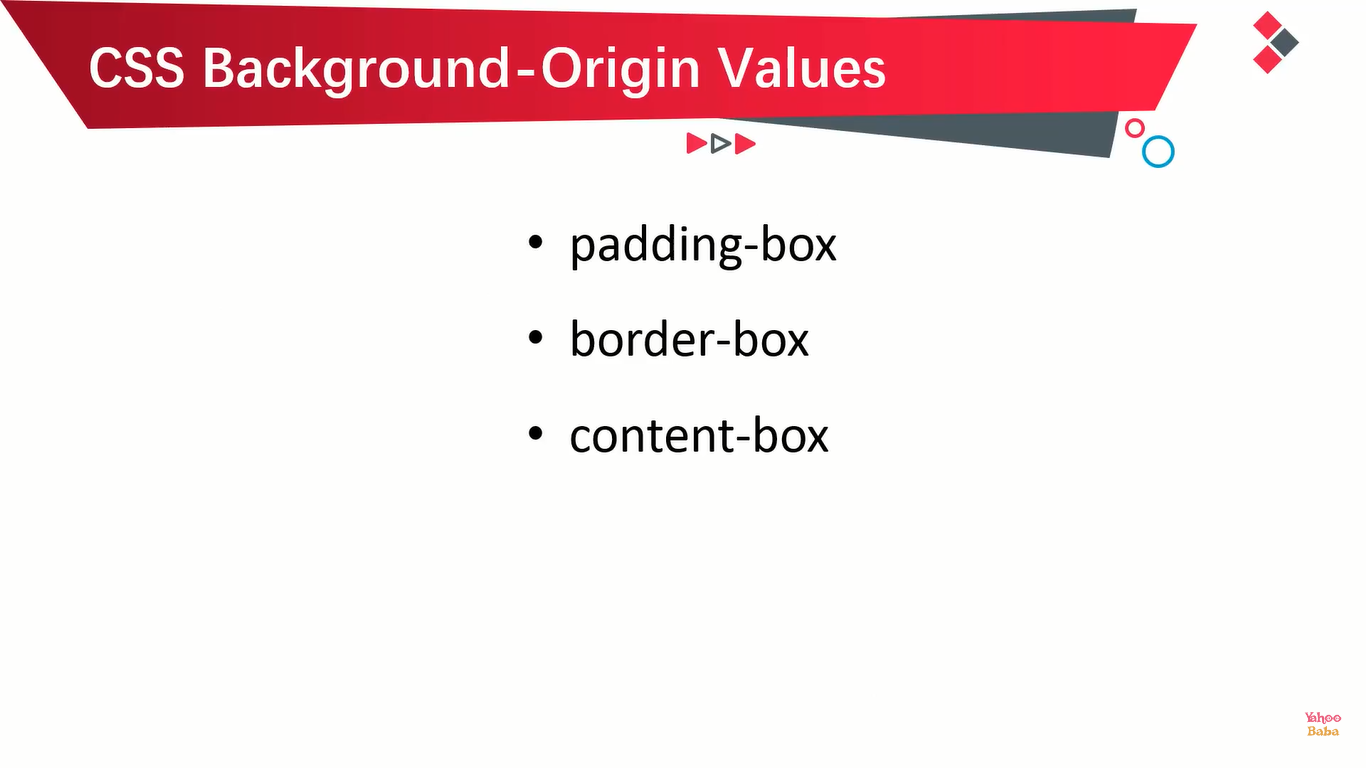 CSS Background-Origin Values
• padding-box
• border-box
• content-box
Yahoo
Baba